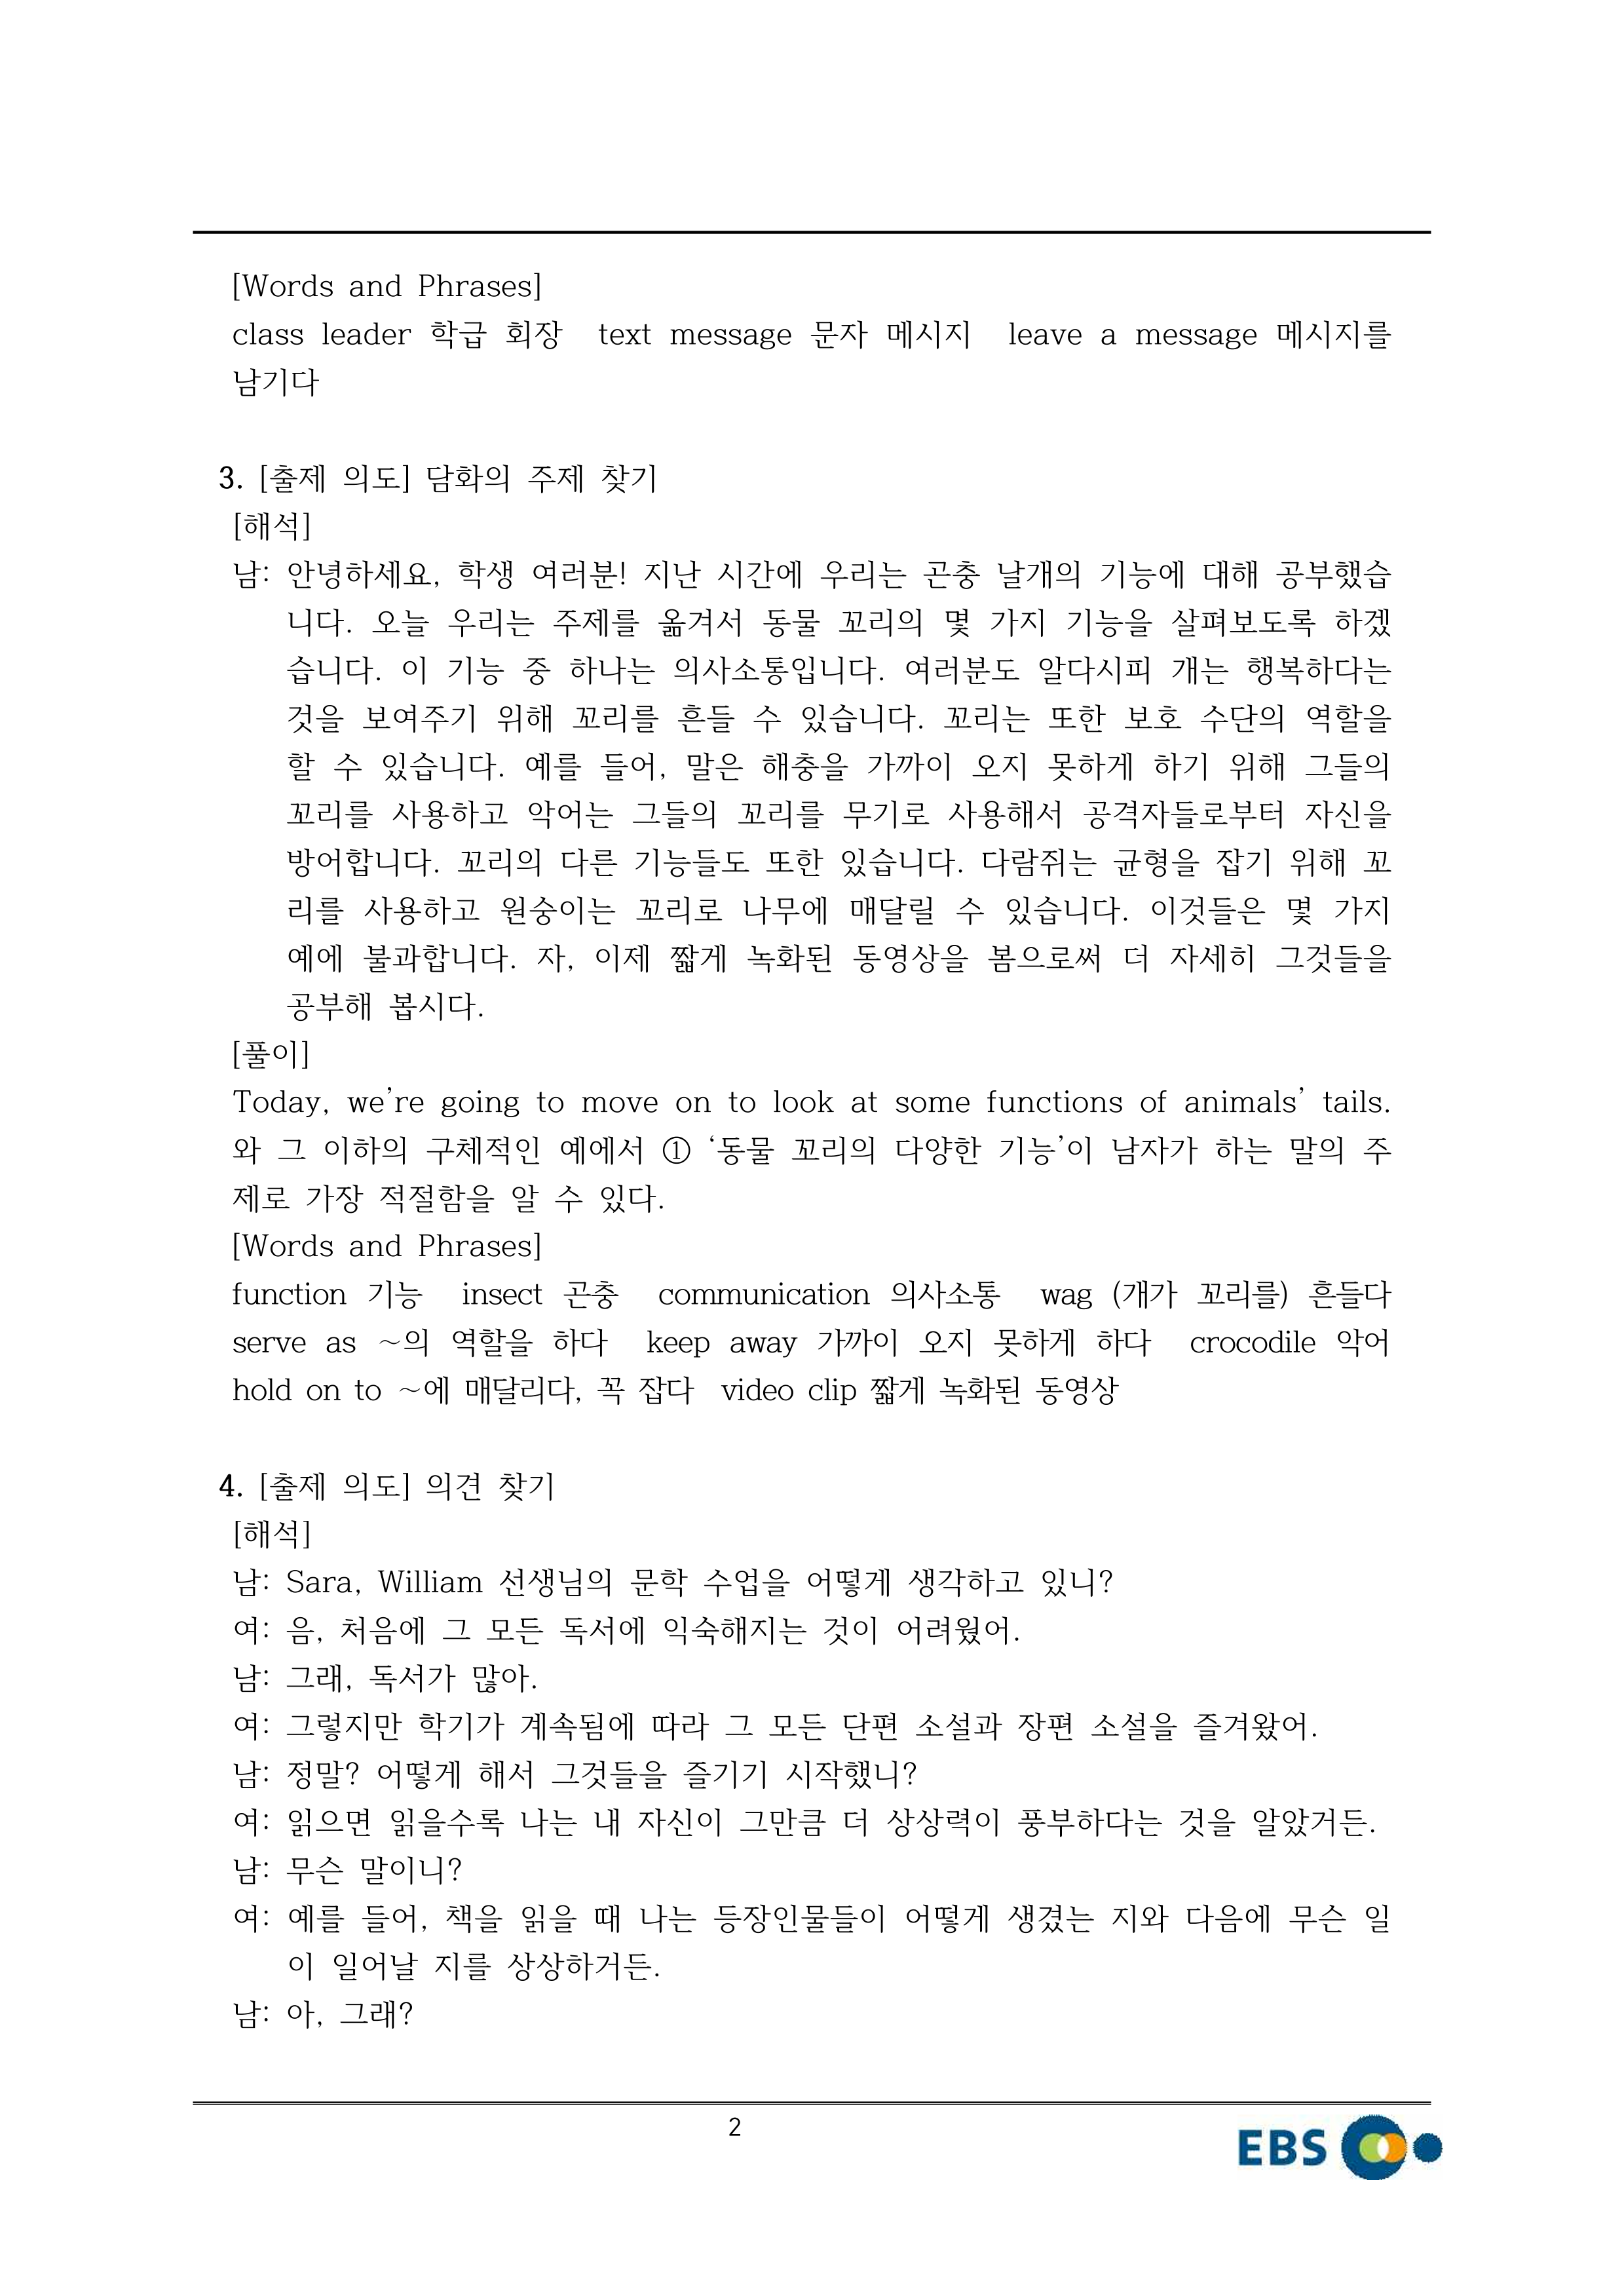 [Words and Phrases]
class leader 학급 회장  text message 문자 메시지  leave a message 메시지를
남기다
3. [출제 의도] 담화의 주제 찾기
[해석]
남: 안녕하세요, 학생 여러분! 지난 시간에 우리는 곤충 날개의 기능에 대해 공부했습
니다. 오늘 우리는 주제를 옮겨서 동물 꼬리의 몇 가지 기능을 살펴보도록 하겠
습니다. 이 기능 중 하나는 의사소통입니다. 여러분도 알다시피 개는 행복하다는
것을 보여주기 위해 꼬리를 흔들 수 있습니다. 꼬리는 또한 보호 수단의 역할을
할 수 있습니다. 예를 들어, 말은 해충을 가까이 오지 못하게 하기 위해 그들의
꼬리를 사용하고 악어는 그들의 꼬리를 무기로 사용해서 공격자들로부터 자신을
방어합니다. 꼬리의 다른 기능들도 또한 있습니다. 다람쥐는 균형을 잡기 위해 꼬
리를 사용하고 원숭이는 꼬리로 나무에 매달릴 수 있습니다. 이것들은 몇 가지
예에 불과합니다. 자, 이제 짧게 녹화된 동영상을 봄으로써 더 자세히 그것들을
공부해 봅시다.
[풀이]
Today, we’re going to move on to look at some functions of animals’ tails.
와 그 이하의 구체적인 예에서 ① ‘동물 꼬리의 다양한 기능’이 남자가 하는 말의 주
제로 가장 적절함을 알 수 있다.
[Words and Phrases]
function 기능  insect 곤충  communication 의사소통  wag (개가 꼬리를) 흔들다
serve as ~의 역할을 하다  keep away 가까이 오지 못하게 하다  crocodile 악어
hold on to ~에 매달리다, 꼭 잡다  video clip 짧게 녹화된 동영상
4. [출제 의도] 의견 찾기
[해석]
남: Sara, William 선생님의 문학 수업을 어떻게 생각하고 있니?
여: 음, 처음에 그 모든 독서에 익숙해지는 것이 어려웠어.
남: 그래, 독서가 많아.
여: 그렇지만 학기가 계속됨에 따라 그 모든 단편 소설과 장편 소설을 즐겨왔어.
남: 정말? 어떻게 해서 그것들을 즐기기 시작했니?
여: 읽으면 읽을수록 나는 내 자신이 그만큼 더 상상력이 풍부하다는 것을 알았거든.
남: 무슨 말이니?
여: 예를 들어, 책을 읽을 때 나는 등장인물들이 어떻게 생겼는 지와 다음에 무슨 일
이 일어날 지를 상상하거든.
남: 아, 그래?
2
EBS